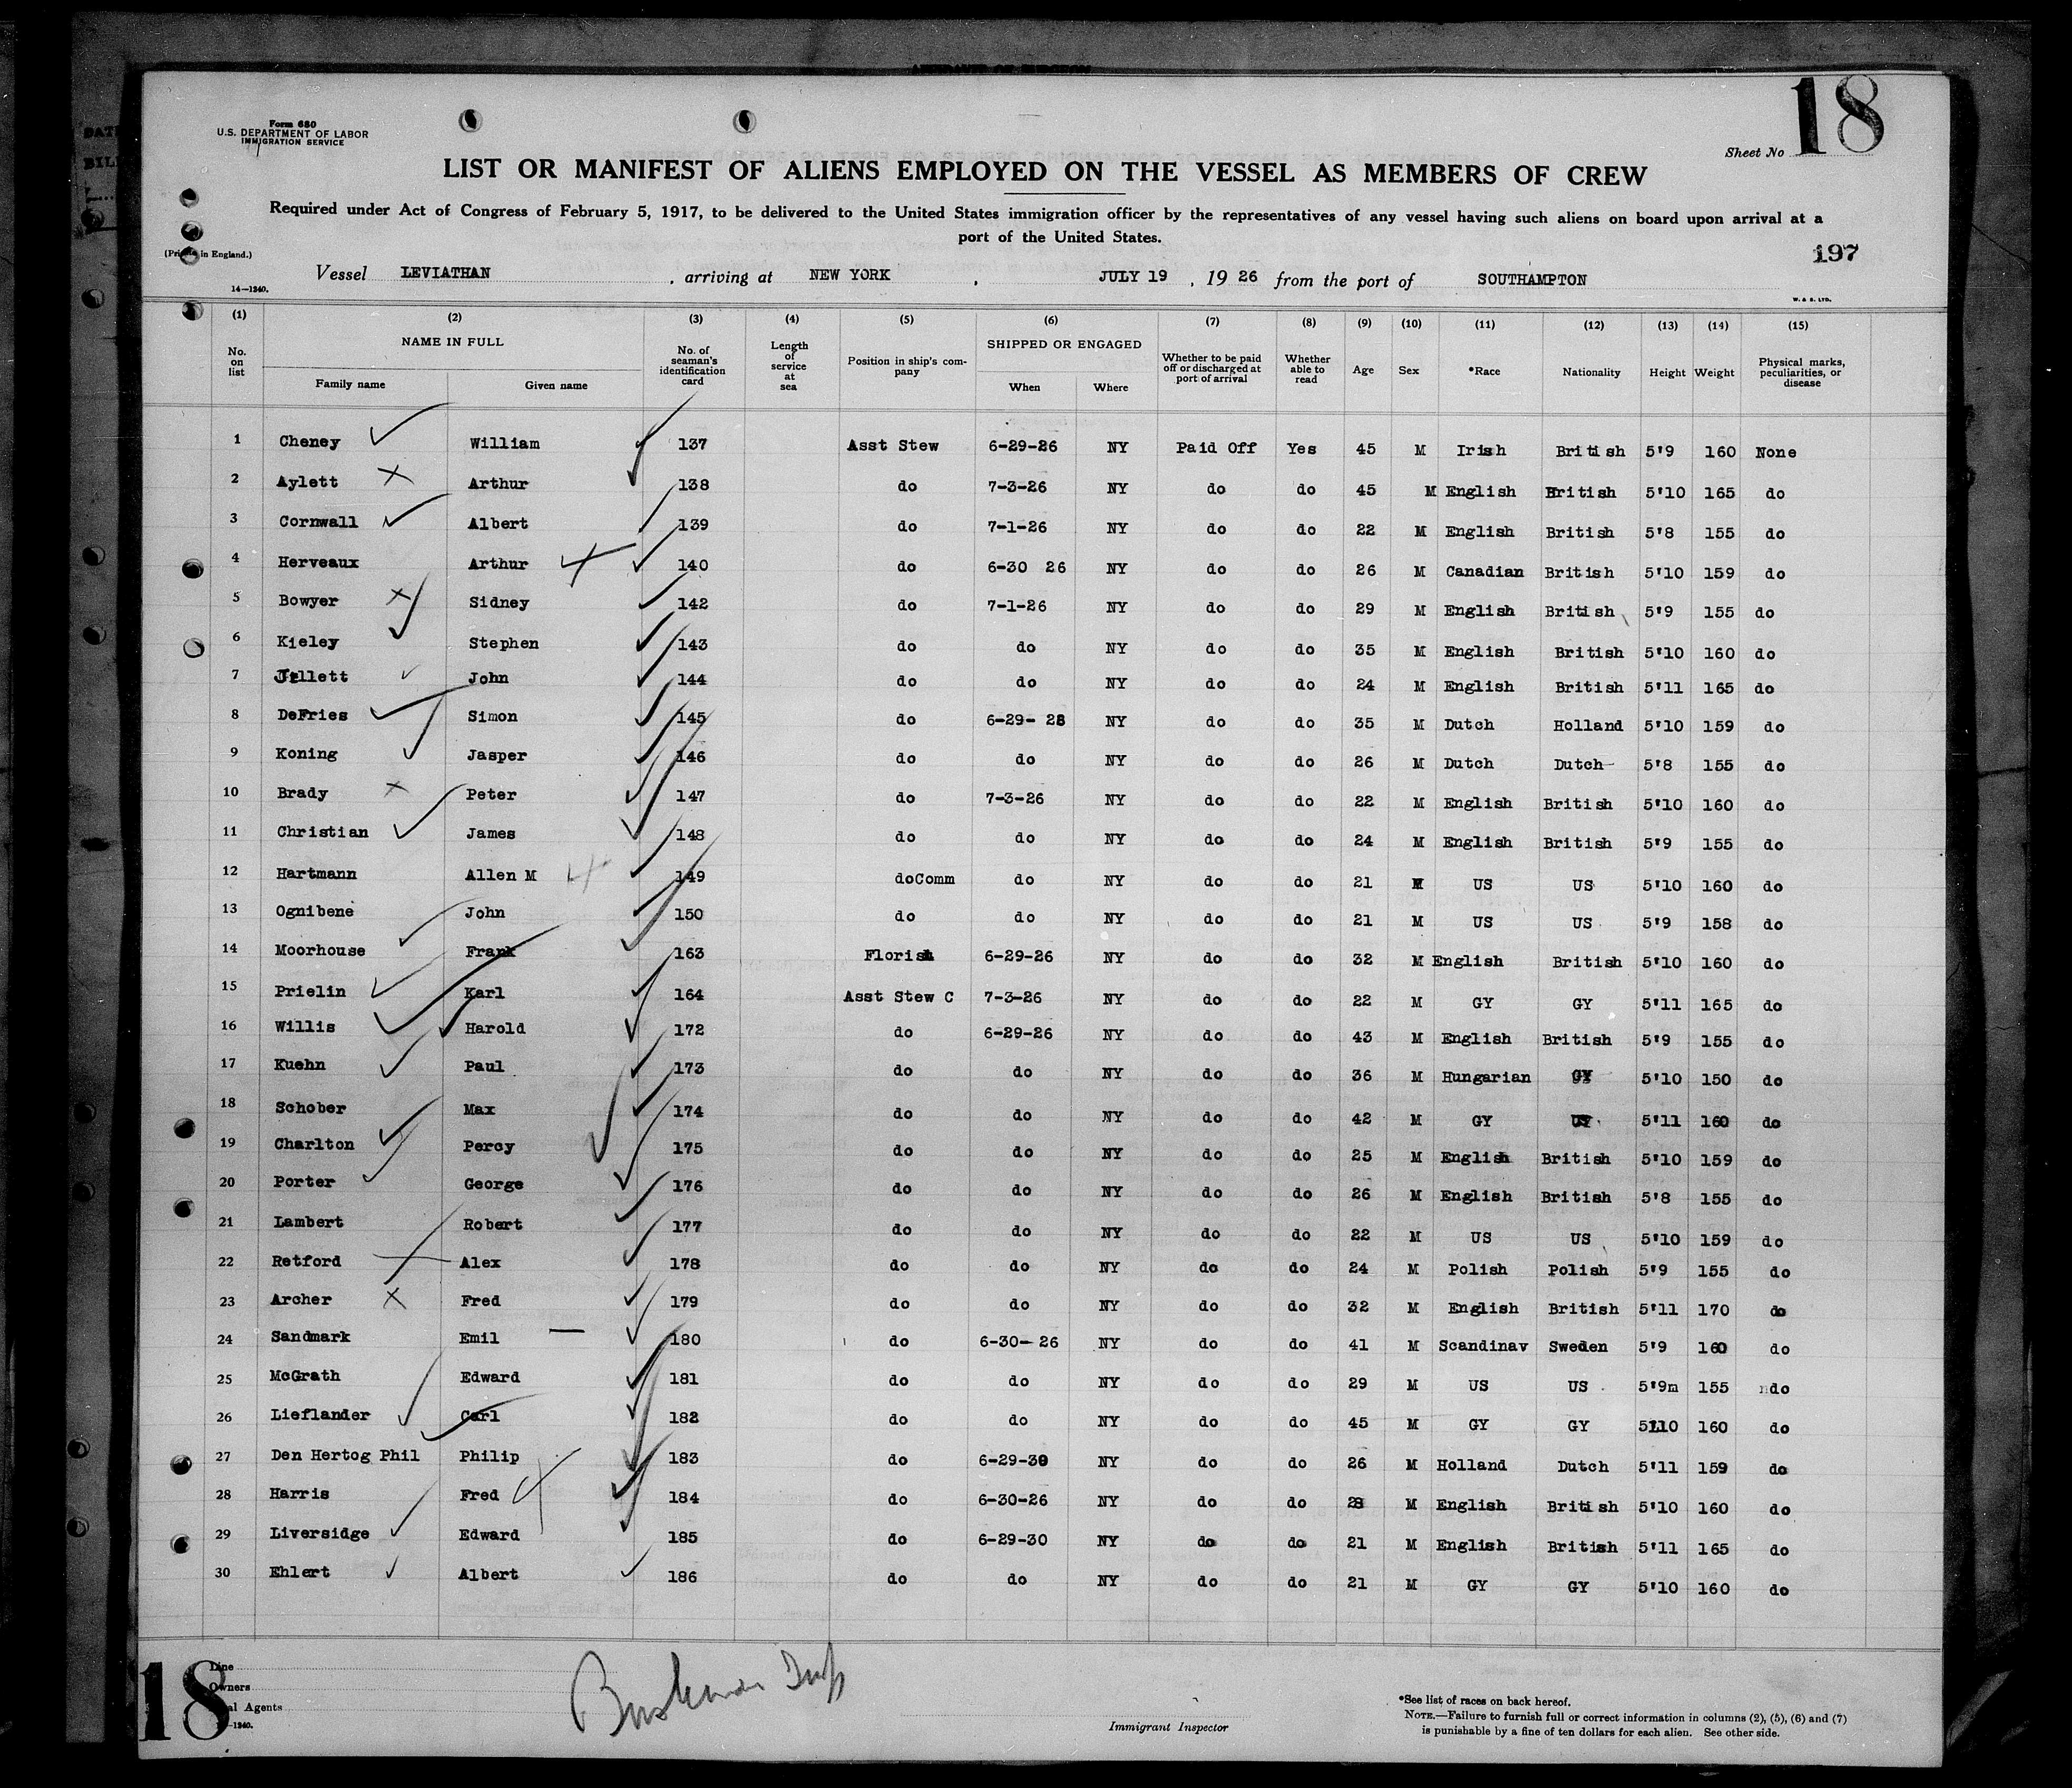 18
Form 680
U.S. DEPARTMENT OF LABOR
IMMIGRATION SERVICE
Sheet No
LIST OR MANIFEST OF ALIENS EMPLOYED ON THE VESSEL AS MEMBERS OF CREW
Required under Act of Congress of February 5, 1917, to be delivered to the United States immigration officer by the representatives of any vessel having such aliens on board upon arrival at a
port of the United States.
197
(Printed in England.)
Vessel LEVIATHAN , arriving at NEW YORK , JULY 19 , 19 26 from the port of SOUTHAMPTON
14—1240.
W. & S. LTD.
(1) (2) (3) (4) (5) (6) (7) (8) (9) (10) (11) (12) (13) (14) (15)
No. on list NAME IN FULL Family name Given name No. of seaman's identification card Length of service at sea Position in ship's company SHIPPED OR ENGAGED When Where Whether to be paid off or discharged at port of arrival Whether able to read Age Sex *Race Nationality Height Weight Physical marks, peculiarities, or disease
1 Cheney William 137 Asst Stew 6-29-26 NY Paid Off Yes 45 M Irish British 5'9 160 None
2 Aylett Arthur 138 do 7-3-26 NY do do 45 M English British 5'10 165 do
3 Cornwall Albert 139 do 7-1-26 NY do do 22 M English British 5'8 155 do
4 Herveaux Arthur 140 do 6-30 26 NY do do 26 M Canadian British 5'10 159 do
5 Bowyer Sidney 142 do 7-1-26 NY do do 29 M English British 5'9 155 do
6 Kieley Stephen 143 do do NY do do 35 M English British 5'10 160 do
7 John 144 do do NY do do 24 M English British 5'11 165 do
8 DeFries Simon 145 do 6-29- 28 NY do do 35 M Dutch Holland 5'10 159 do
9 Koning Jasper 146 do do NY do do 26 M Dutch Dutch 5'8 155 do
10 Brady Peter 147 do 7-3-26 NY do do 22 M English British 5'10 160 do
11 Christian James 148 do do NY do do 24 M English British 5'9 155 do
12 Hartmann Allen M 149 doComm do NY do do 21 M US US 5'10 160 do
13 Ognibene John 150 do do NY do do 21 M US US 5'9 158 do
14 Moorhouse Frank 163 Florist 6-29-26 NY do do 32 M English British 5'10 160 do
15 Prielin Karl 164 Asst Stew C 7-3-26 NY do do 22 M GY GY 5'11 165 do
16 Willis Harold 172 do 6-29-26 NY do do 43 M English British 5'9 155 do
17 Kuehn Paul 173 do do NY do do 36 M Hungarian GY 5'10 150 do
18 Schober Max 174 do do NY do do 42 M GY 5'11 160 do
19 Charlton Percy 175 do do NY do do 25 M English British 5'10 159 do
20 Porter George 176 do do NY do do 26 M English British 5'8 155 do
21 Lambert Robert 177 do do NY do do 22 M US US 5'10 159 do
22 Retford Alex 178 do do NY do do 24 M Polish Polish 5'9 155 do
23 Archer Fred 179 do do NY do do 32 M English British 5'11 170 do
24 Sandmark Emil 180 do 6-30- 26 NY do do 41 M Scandinav Sweden 5'9 160 do
25 McGrath Edward 181 do do NY do do 29 M US US 5'9m 155 do
26 Lieflander Carl 182 do do NY do do 45 M GY GY 5'10 160 do
27 Den Hertog Phil Philip 183 do 6-29-30 NY do do 26 M Holland Dutch 5'11 159 do
28 Harris Fred 184 do 6-30-26 NY do do 28 M English British 5'10 160 do
29 Liversidge Edward 185 do 6-29-30 NY do do 21 M English British 5'11 165 do
30 Ehlert Albert 186 do do NY do do 21 M GY GY 5'10 160 do
18
Line
Owners
Local Agents
14—1240.
Immigrant Inspector
*See list of races on back hereof.
NOTE.—Failure to furnish full or correct information in columns (2), (5), (6) and (7)
is punishable by a fine of ten dollars for each alien. See other side.